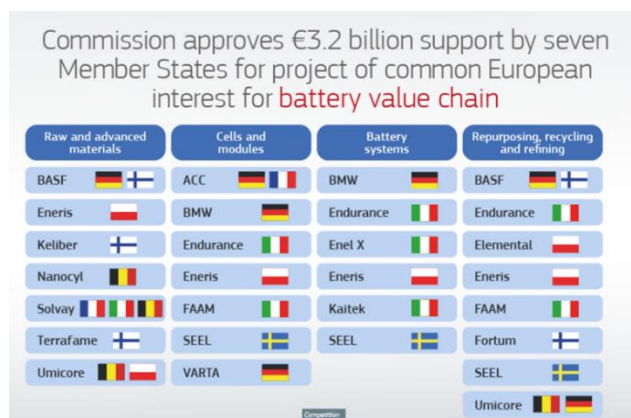 Commission approves €3.2 billion support by seven
Member States for project of common European
interest for battery value chain
Raw and advanced
materials
BASF
Eneris
Keliber
Nanocyl
Solvay
Terrafame
Umicore
Cells and
modules
ACC
BMW
Endurance
Eneris
FAAM
SEEL
VARTA
Battery
systems
BMW
Endurance
Enel X
Eneris
Kaitek
SEEL
Repurposing, recycling
and refining
BASF
Endurance
Elemental
Eneris
FAAM
Fortum
SEEL
Umicore
Competition